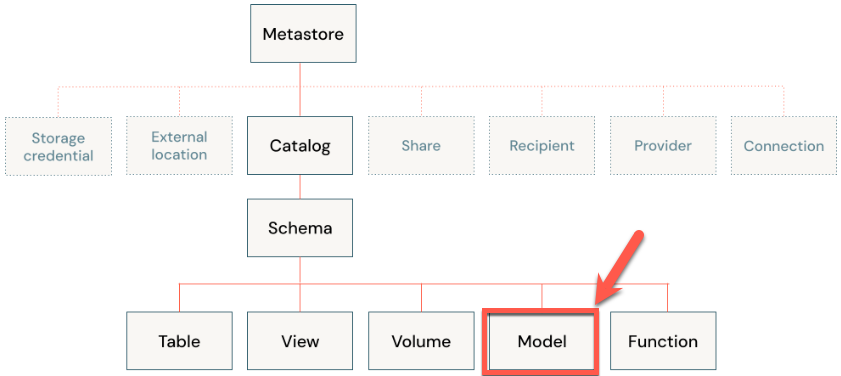 Metastore
Storage
credential
External
location
Catalog
Share
Recipient
Provider
Connection
Schema
Table
View
Volume
Model
Function